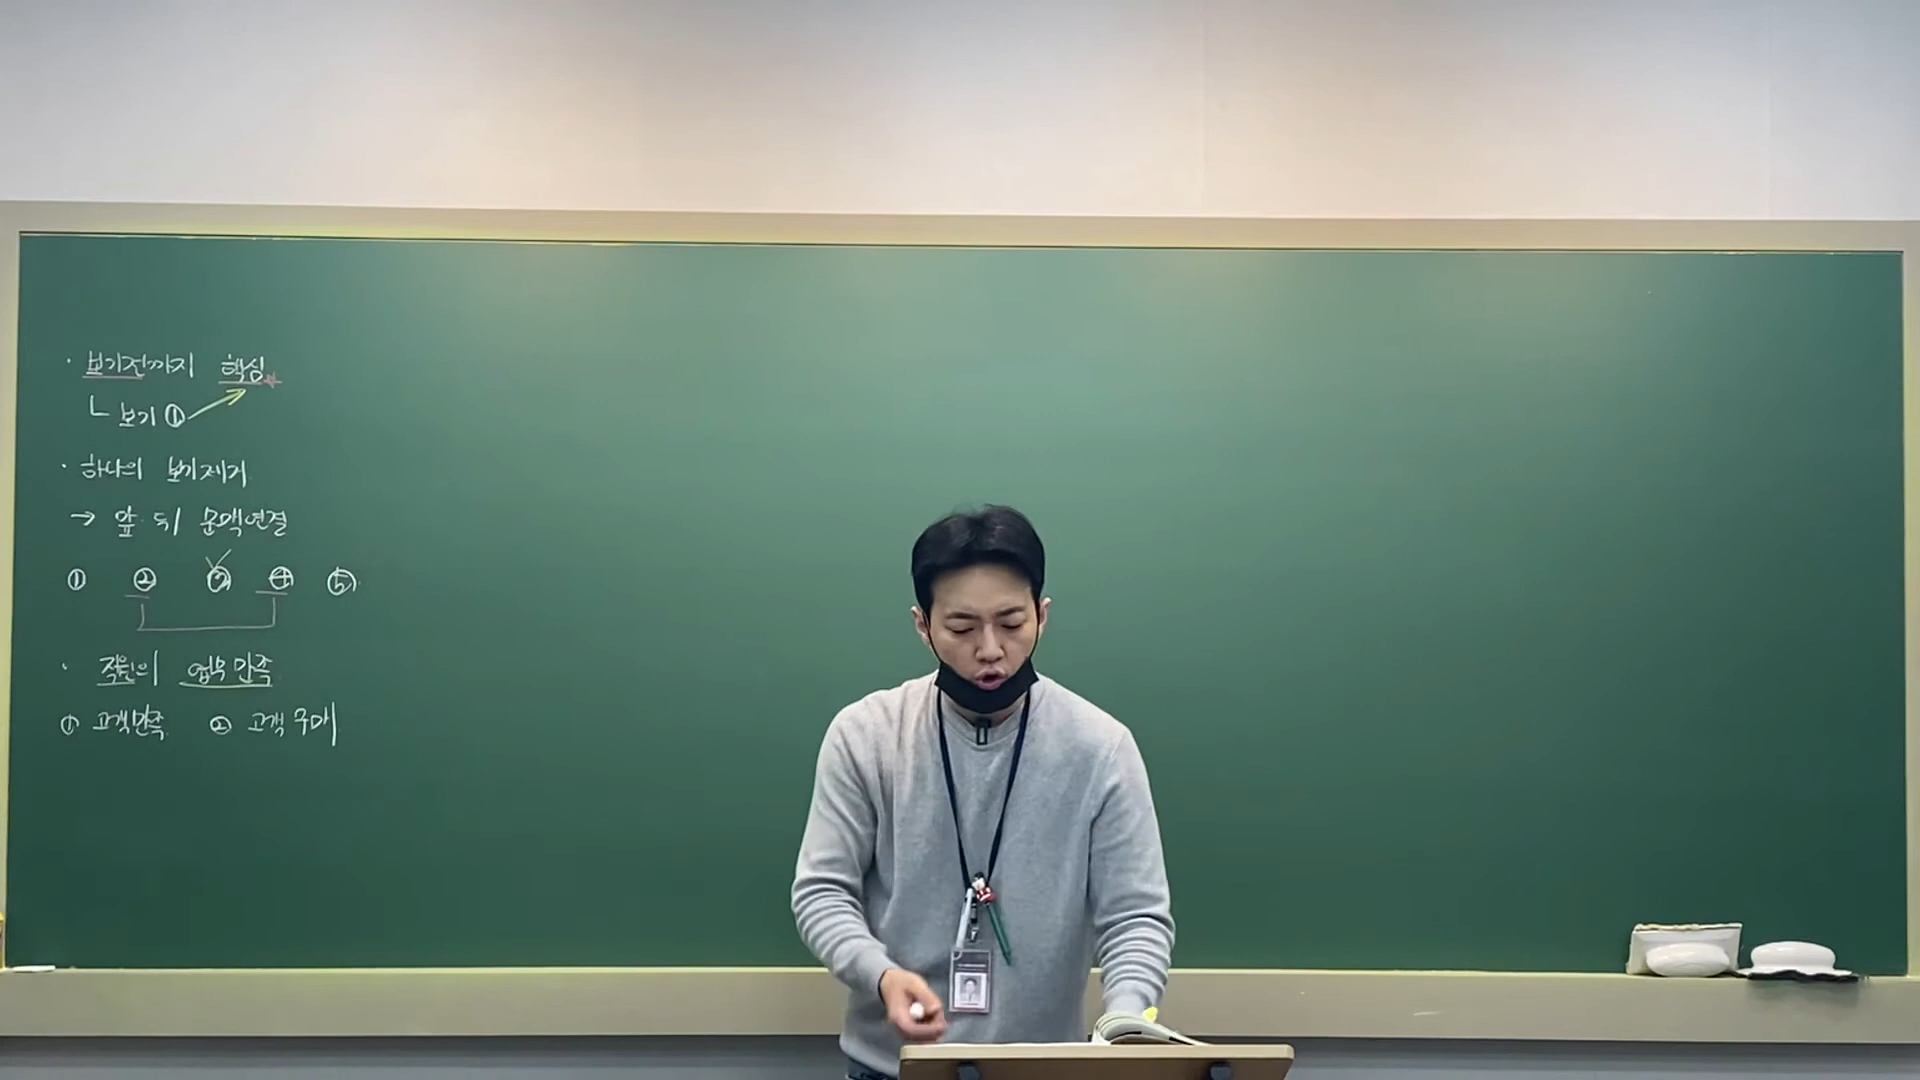 · 보기전까지 핵심
ㄴ 보기 ①
· 하나의 보기제거
→ 앞 뒤 문맥연결
① ② ③ ④ ⑤
· 직원의 업무만족
① 고객만족 ② 고객구매